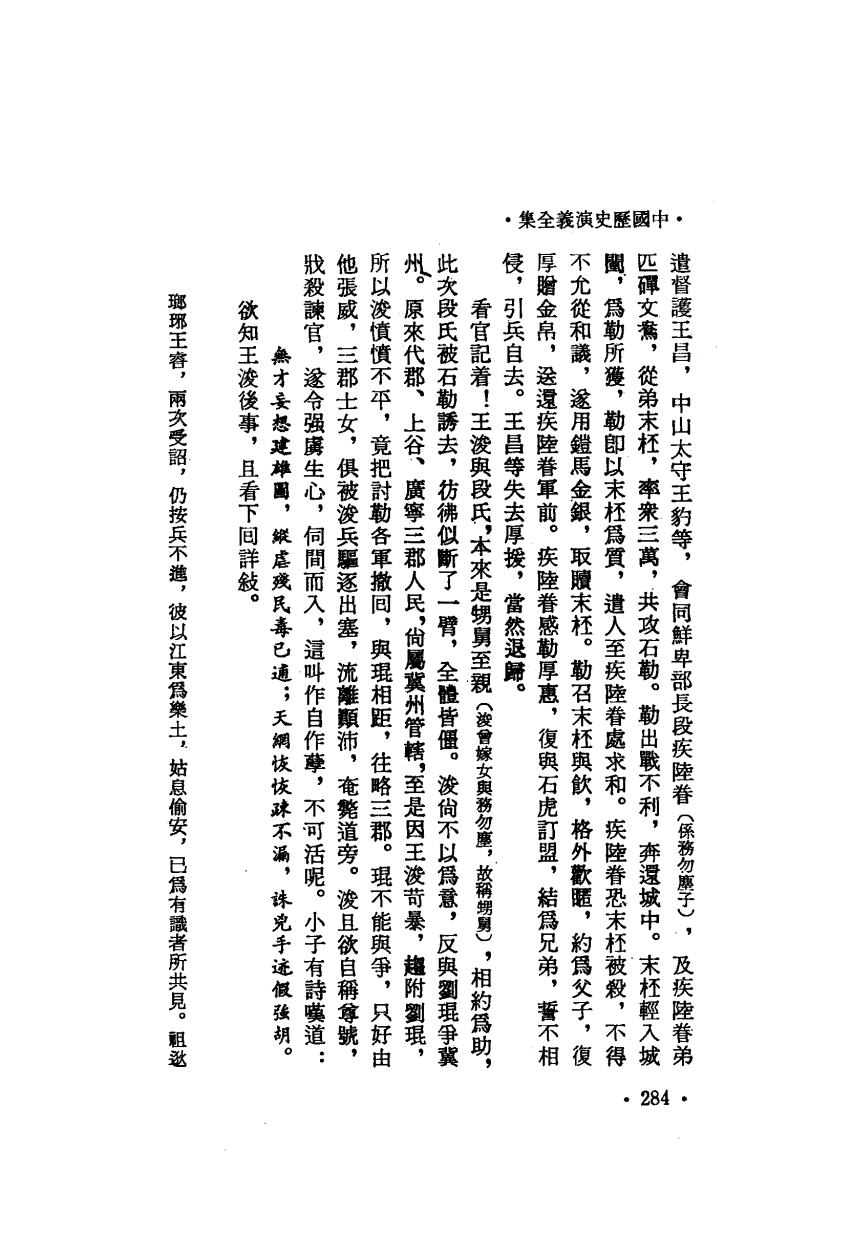 ·中國歷史演義全集·
遣督護王昌，中山太守王豹等，會同鮮卑部長段疾陸眷（係務勿塵子），及疾陸眷弟
匹磾文鴦，從弟末柸，率衆三萬，共攻石勒。勒出戰不利，奔還城中。末柸輕入城
闉，爲勒所獲，勒卽以末柸爲質，遣人至疾陸眷處求和。疾陸眷恐末柸被殺，不得
不允從和議，遂用鎧馬金銀，取贖末柸。勒召末柸與飲，格外歡暱，約爲父子，復
厚贈金帛，送還疾陸眷軍前。疾陸眷感勒厚惠，復與石虎訂盟，結爲兄弟，誓不相
侵，引兵自去。王昌等失去厚援，當然退歸。
看官記着！王浚與段氏，本來是甥舅至親（浚曾嫁女與務勿塵，故稱甥舅），相約爲助，
此次段氏被石勒誘去，彷彿似斷了一臂，全體皆僵。浚尙不以爲意，反與劉琨爭冀
州。原來代郡、上谷、廣寧三郡人民，尙屬冀州管轄，至是因王浚苛暴，趨附劉琨，
所以浚憤憤不平，竟把討勒各軍撤回，與琨相距，往略三郡。琨不能與爭，只好由
他張威，三郡士女，俱被浚兵驅逐出塞，流離顚沛，奄斃道旁。浚且欲自稱尊號，
戕殺諫官，遂令强虜生心，伺間而入，這叫作自作孽，不可活呢。小子有詩嘆道：
無才妄想建雄圖，縱虐殘民毒已逋；天網恢恢疎不漏，誅兇手迹假強胡。
欲知王浚後事，且看下回詳敍。
瑯琊王睿，兩次受詔，仍按兵不進，彼以江東爲樂土，姑息偷安，已爲有識者所共見。祖逖
·284·